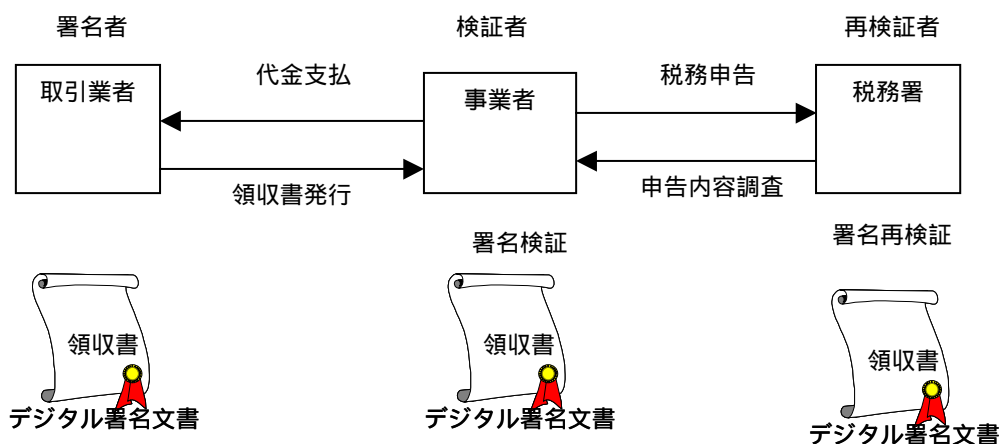 署名者
検証者
再検証者
取引業者
代金支払
事業者
税務申告
税務署
領収書発行
申告内容調査
署名検証
署名再検証
領収書
領収書
領収書
デジタル署名文書
デジタル署名文書
デジタル署名文書